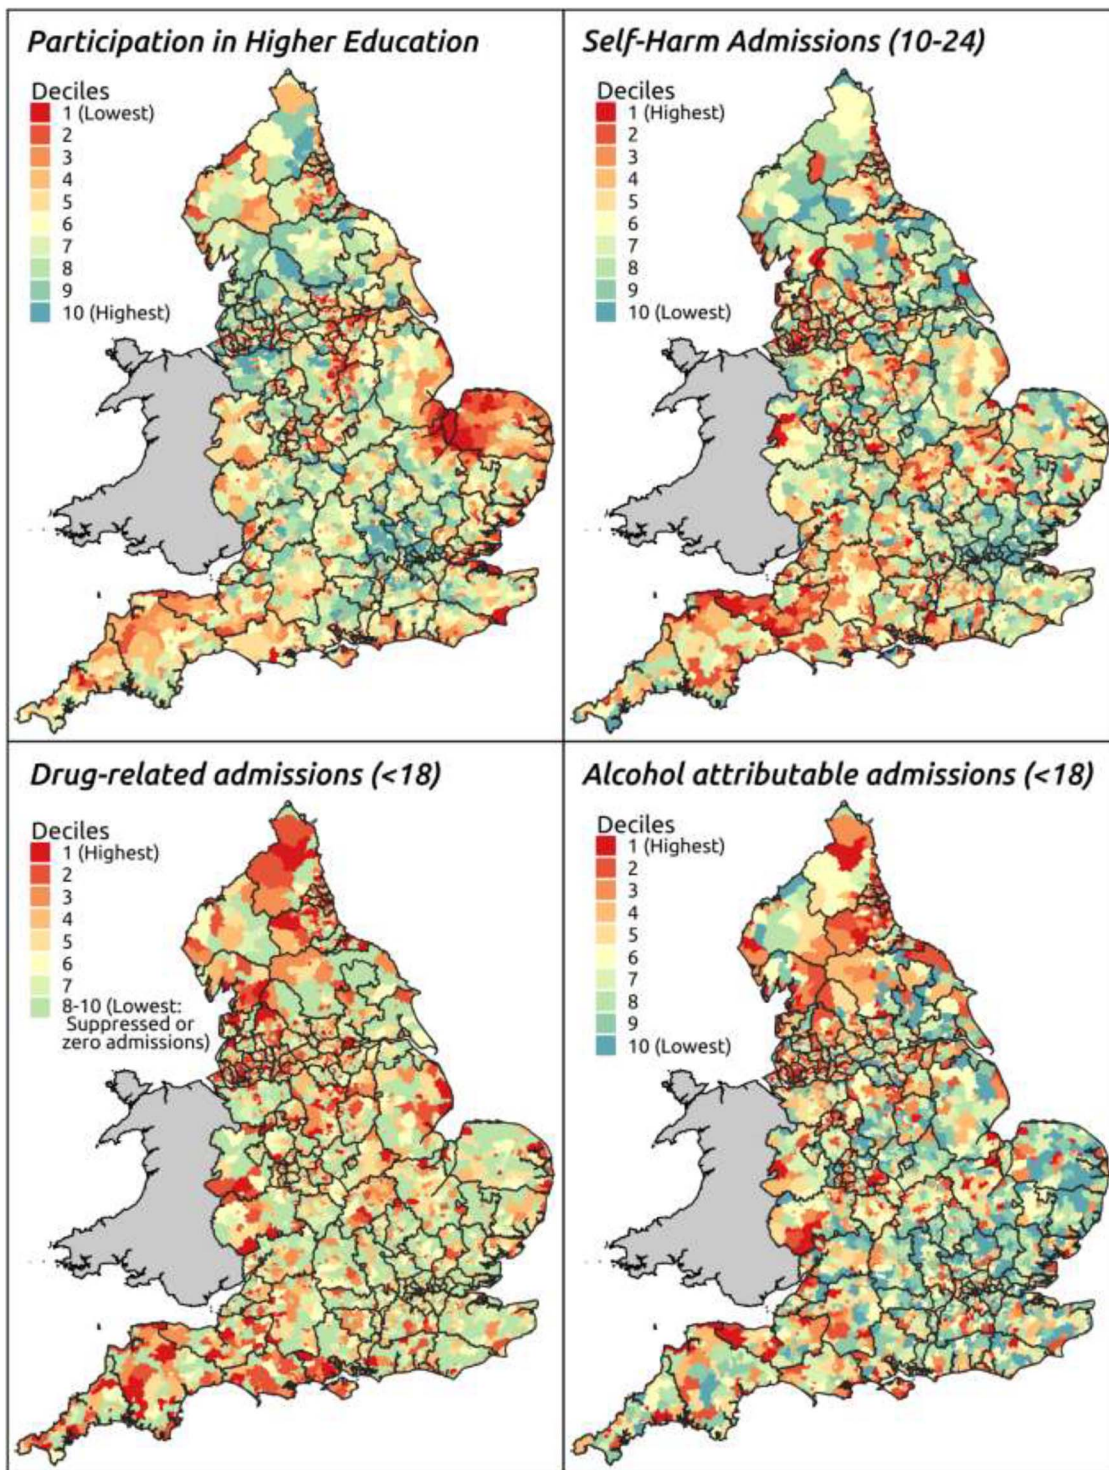 Participation in Higher Education
Deciles
1 (Lowest)
2
3
4
5
6
7
8
9
10 (Highest)
Self-Harm Admissions (10-24)
Deciles
1 (Highest)
2
3
4
5
6
7
8
9
10 (Lowest)
Drug-related admissions (<18)
Deciles
1 (Highest)
2
3
4
5
6
7
8-10 (Lowest:
Suppressed or
zero admissions)
Alcohol attributable admissions (<18)
Deciles
1 (Highest)
2
3
4
5
6
7
8
9
10 (Lowest)